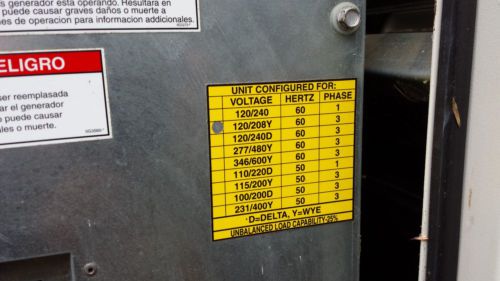 s generador esta operando. Resultara en
puede causar graves daños o muerte a
nes de operacion para informacion additionales.
ELIGRO
ser reemplasada
ar el generador
puede causar
ales o muerte.
UNIT CONFIGURED FOR:
VOLTAGE HERTZ PHASE
120/240 60 1
120/208Y 60 3
120/240D 60 3
277/480Y 60 3
346/600Y 60 3
110/220D 50 1
115/200Y 50 3
100/200D 50 3
231/400Y 50 3
D=DELTA, Y=WYE
UNBALANCED LOAD CAPABILITY-25%